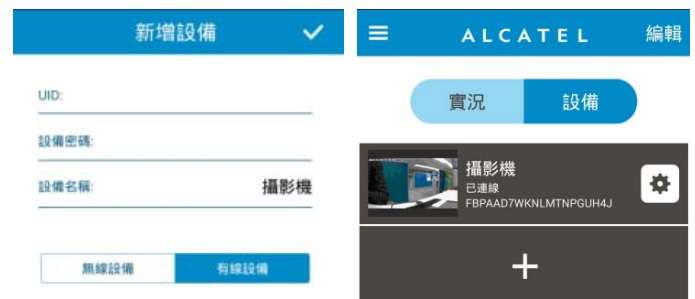 新增設備
UID:
設備密碼:
設備名稱: 攝影機
無線設備 有線設備
ALCATEL 編輯
實況 設備
攝影機
已連線
FBPAAD7WKNLMTNPGUH4J